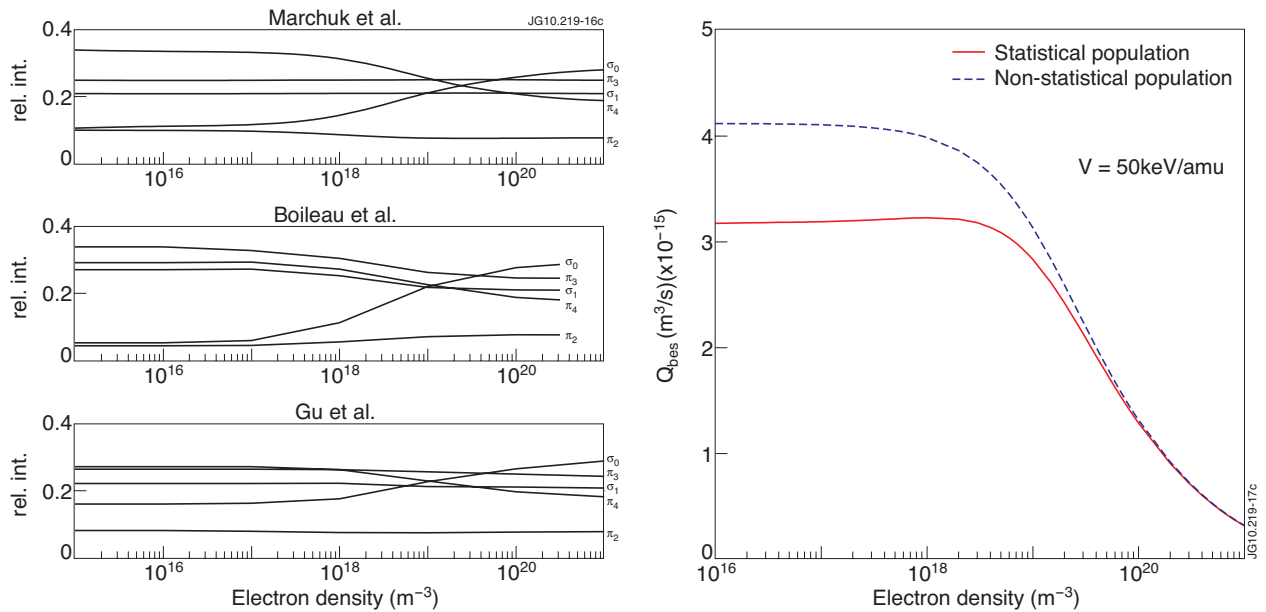 Marchuk et al.
JG10.219-16c
rel. int.
0.4
0.2
0
σ0
π3
σ1
π4
π2
10^16
10^18
10^20
Boileau et al.
rel. int.
0.4
0.2
0
σ0
π3
σ1
π4
π2
10^16
10^18
10^20
Gu et al.
rel. int.
0.4
0.2
0
σ0
π3
σ1
π4
π2
10^16
10^18
10^20
Electron density (m^−3)
5
4
3
2
1
0
Q_bes (m^3/s)(x10^−15)
Statistical population
Non-statistical population
V = 50keV/amu
JG10.219-17c
10^16
10^18
10^20
Electron density (m^−3)